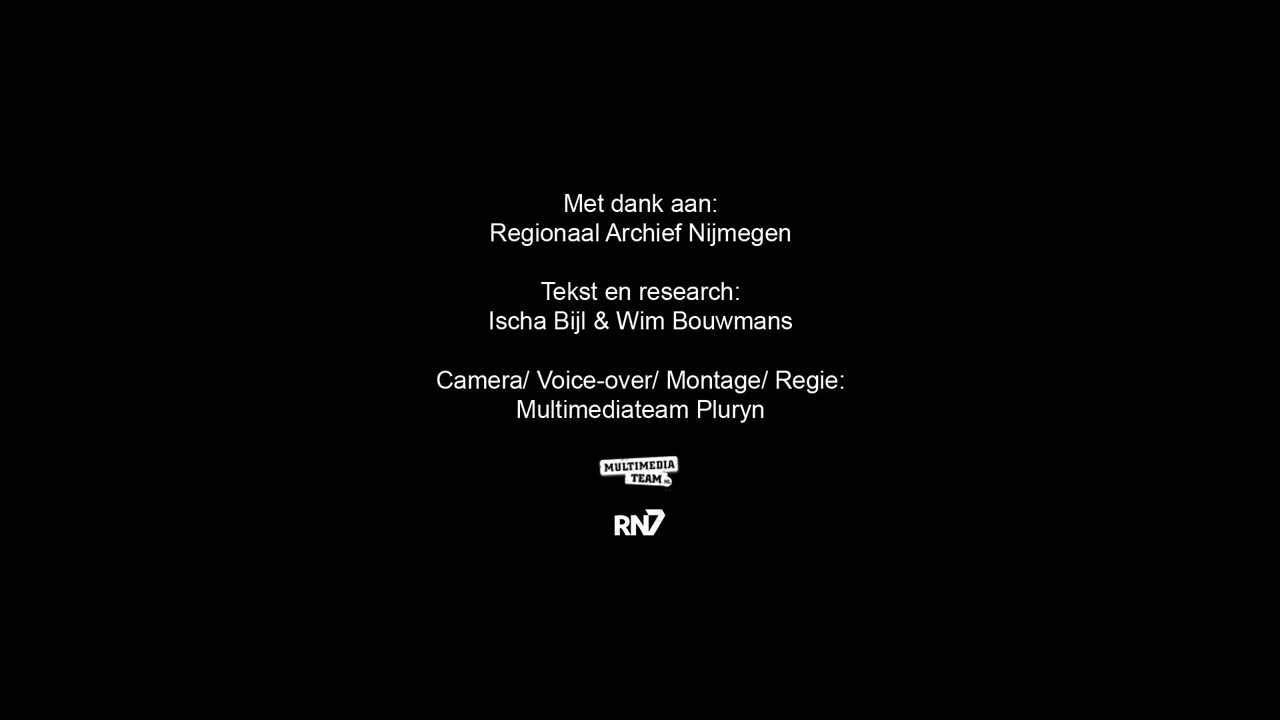 Met dank aan:
Regionaal Archief Nijmegen
Tekst en research:
Ischa Bijl & Wim Bouwmans
Camera/ Voice-over/ Montage/ Regie:
Multimediateam Pluryn
MULTIMEDIA
TEAM.NL
RN7